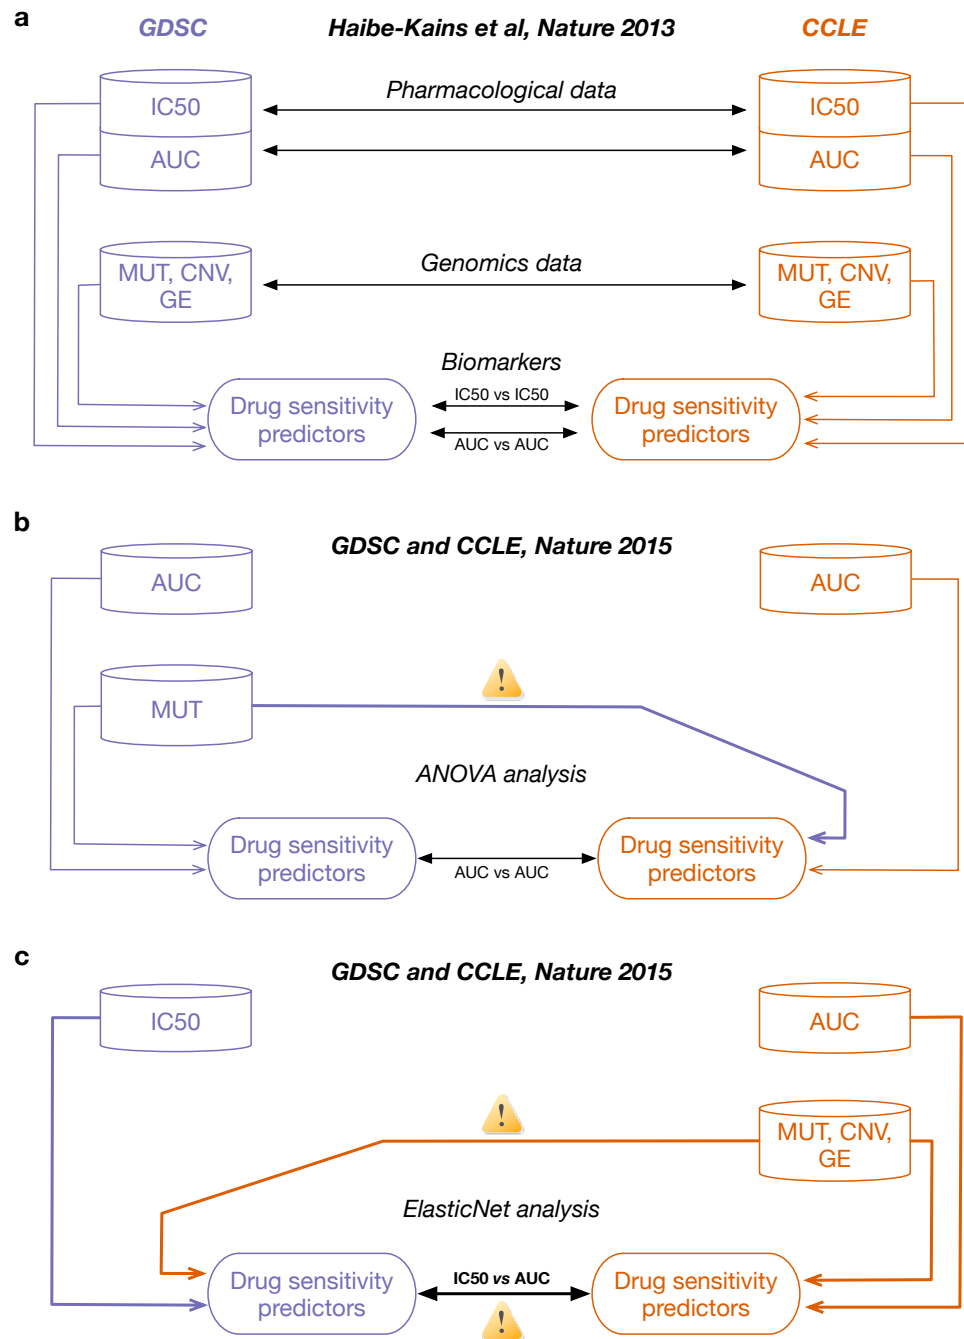 a
GDSC
Haibe-Kains et al, Nature 2013
CCLE
IC50
Pharmacological data
IC50
AUC
AUC
MUT, CNV,
GE
Genomics data
MUT, CNV,
GE
Biomarkers
IC50 vs IC50
Drug sensitivity
predictors
Drug sensitivity
predictors
AUC vs AUC
b
GDSC and CCLE, Nature 2015
AUC
AUC
!
MUT
ANOVA analysis
Drug sensitivity
predictors
AUC vs AUC
Drug sensitivity
predictors
c
GDSC and CCLE, Nature 2015
IC50
AUC
!
MUT, CNV,
GE
ElasticNet analysis
Drug sensitivity
predictors
IC50 vs AUC
Drug sensitivity
predictors
!